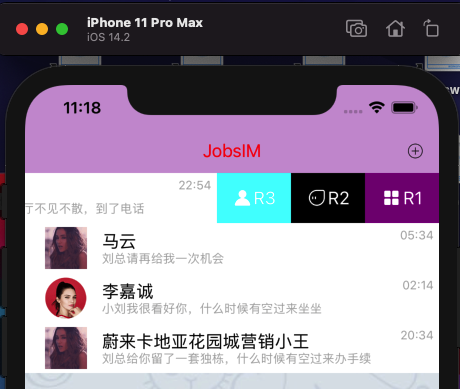 iPhone 11 Pro Max
iOS 14.2
11:18
JobsIM
22:54
厅不见不散，到了电话
R3
R2
R1
马云
05:34
刘总请再给我一次机会
李嘉诚
02:14
小刘我很看好你，什么时候有空过来坐坐
蔚来卡地亚花园城营销小王
20:34
刘总给你留了一套独栋，什么时候有空过来办手续